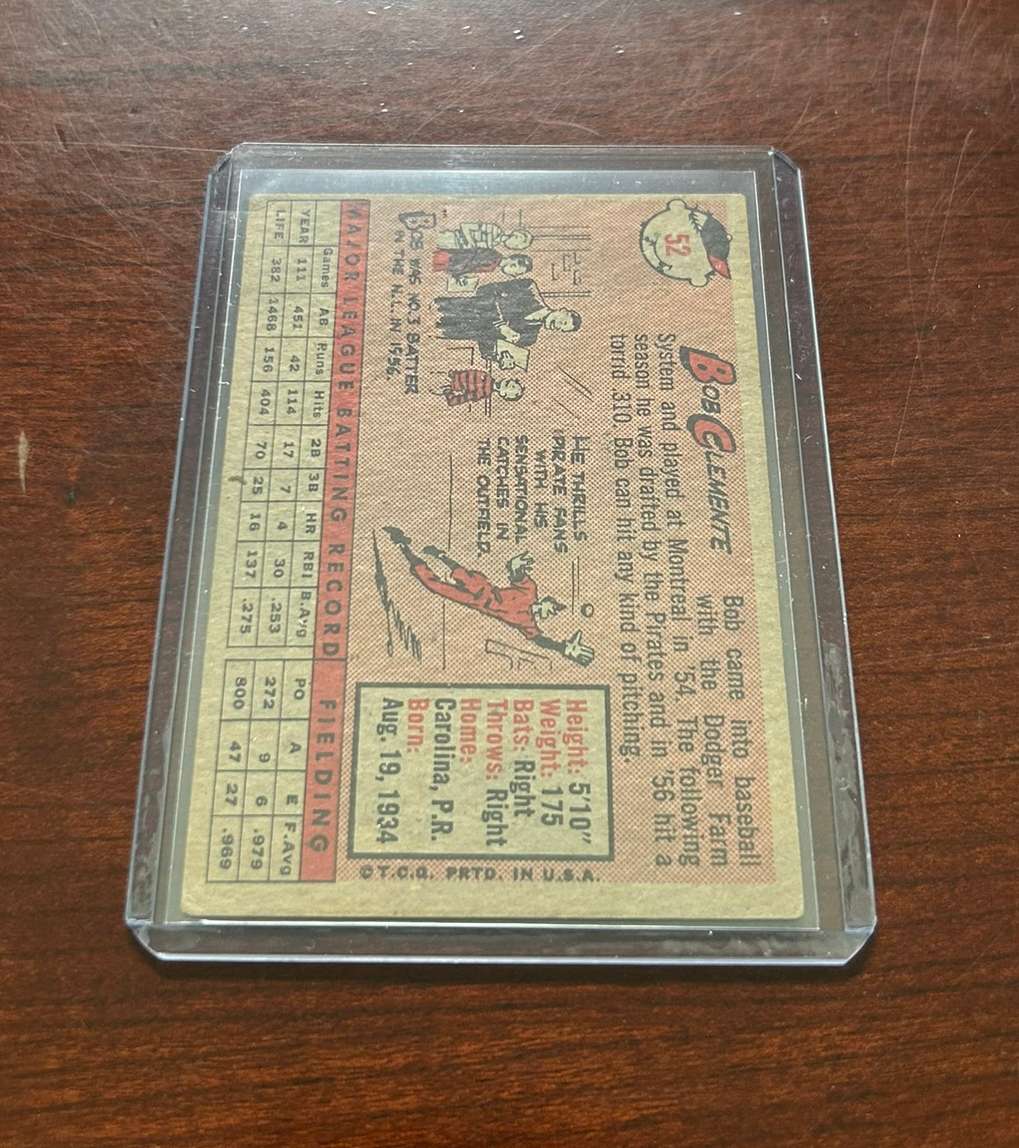 52
BOB CLEMENTE
Bob came into baseball
with the Dodger Farm
System and played at Montreal in '54. The following
season he was drafted by the Pirates and in '56 hit a
torrid .310. Bob can hit any kind of pitching.
BOB WAS NO.3 BATTER
IN THE N.L. IN 1956.
HE THRILLS
PIRATE FANS
WITH HIS
SENSATIONAL
CATCHES IN
THE OUTFIELD.
Height: 5'10"
Weight: 175
Bats: Right
Throws: Right
Home:
Carolina, P.R.
Born:
Aug. 19, 1934
©T.C.G. PRTD. IN U.S.A.
MAJOR LEAGUE BATTING RECORD FIELDING
Games AB Runs Hits 2B 3B HR RBI B.Avg PO A E F.Avg
YEAR 111 451 42 114 17 7 4 30 .253 272 9 6 .979
LIFE 382 1468 156 404 70 25 16 137 .275 800 47 27 .969